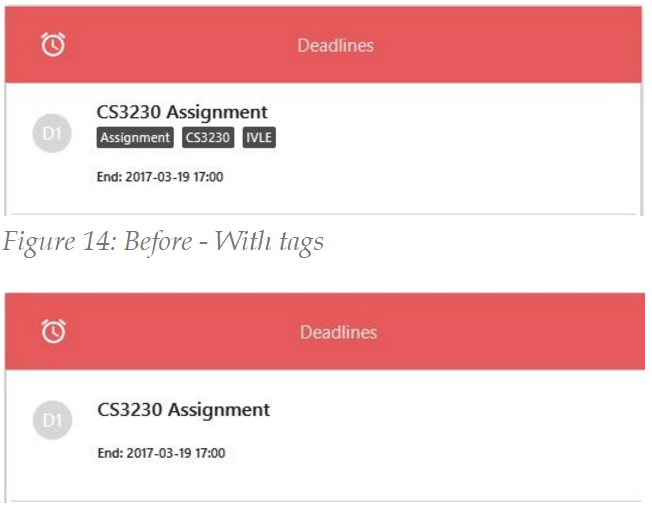 Deadlines
D1
CS3230 Assignment
Assignment CS3230 IVLE
End: 2017-03-19 17:00
Figure 14: Before - With tags
Deadlines
D1
CS3230 Assignment
End: 2017-03-19 17:00